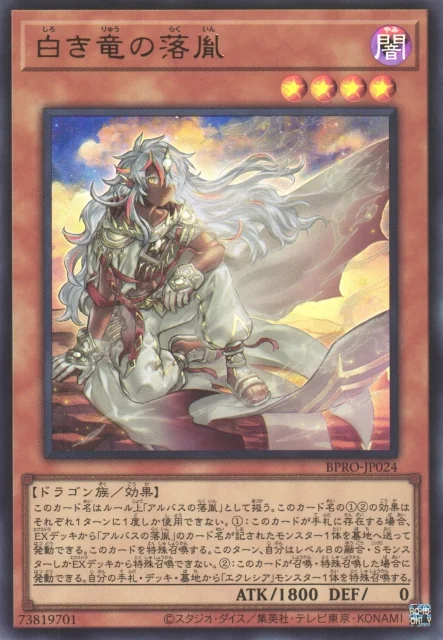 白き竜の落胤
闇
BPRO-JP024
【ドラゴン族／効果】
このカード名はルール上「アルバスの落胤」として扱う。このカード名の①②の効果は
それぞれ1ターンに1度しか使用できない。①：このカードが手札に存在する場合、
EXデッキから「アルバスの落胤」のカード名が記されたモンスター1体を墓地へ送って
発動できる。このカードを特殊召喚する。このターン、自分はレベル8の融合・Sモンス
ターしかEXデッキから特殊召喚できない。②：このカードが召喚・特殊召喚した場合に
発動できる。自分の手札・デッキ・墓地から「エクレシア」モンスター1体を特殊召喚する。
ATK/1800 DEF/ 0
73819701
©スタジオ・ダイス／集英社・テレビ東京・KONAMI